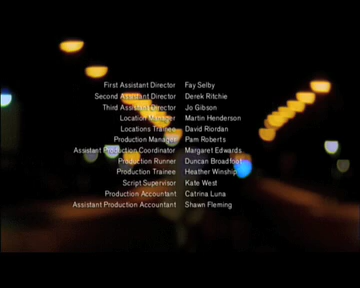 First Assistant Director Fay Selby
Second Assistant Director Derek Ritchie
Third Assistant Director Jo Gibson
Location Manager Martin Henderson
Locations Trainee David Riordan
Production Manager Pam Roberts
Assistant Production Coordinator Margaret Edwards
Production Runner Duncan Broadfoot
Production Trainee Heather Winship
Script Supervisor Kate West
Production Accountant Catrina Luna
Assistant Production Accountant Shawn Fleming